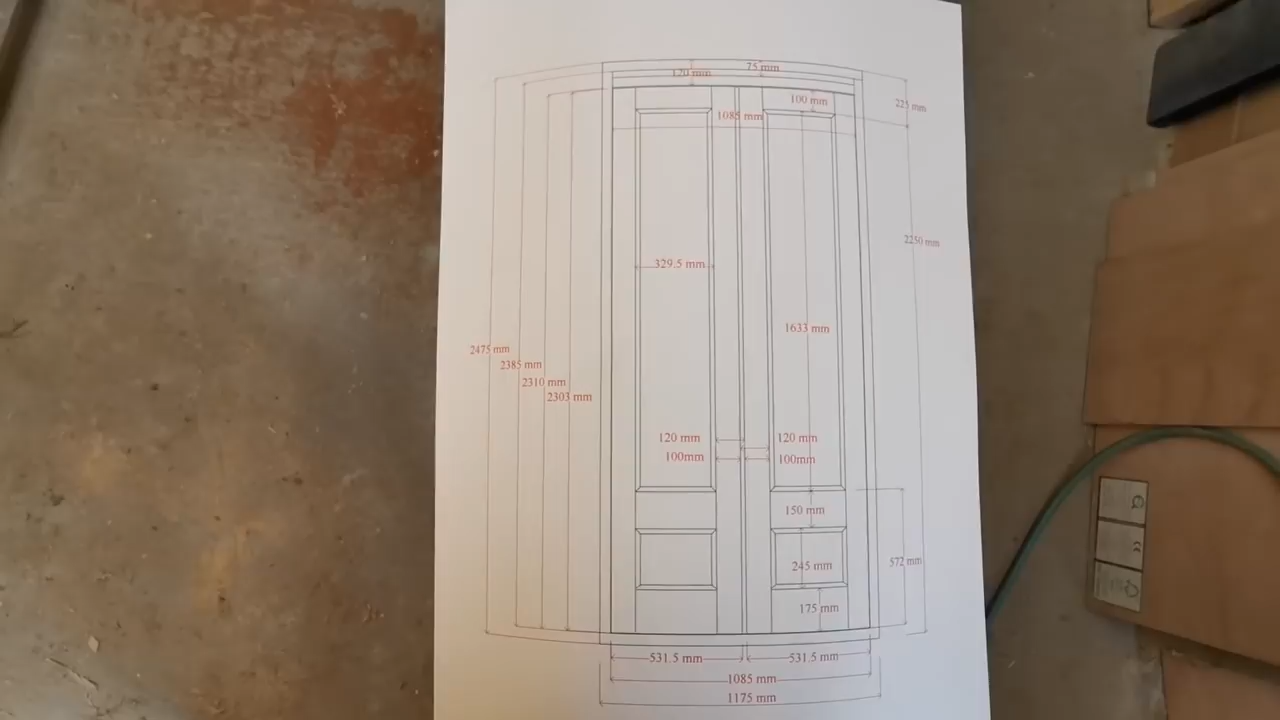 75 mm
120 mm
100 mm
225 mm
1085 mm
2250 mm
329.5 mm
1633 mm
2475 mm
2385 mm
2310 mm
2303 mm
120 mm 120 mm
100mm 100mm
150 mm
245 mm
572 mm
175 mm
531.5 mm 531.5 mm
1085 mm
1175 mm